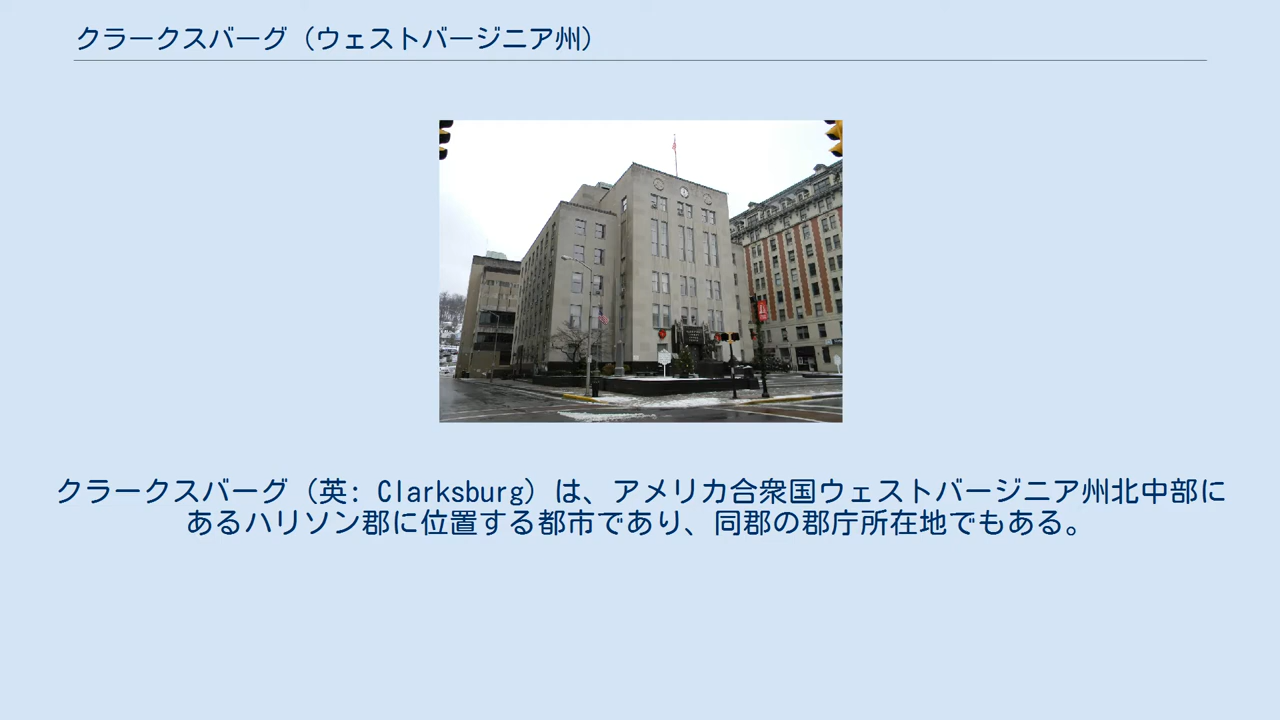 クラークスバーグ（ウェストバージニア州）
クラークスバーグ（英: Clarksburg）は、アメリカ合衆国ウェストバージニア州北中部に
あるハリソン郡に位置する都市であり、同郡の郡庁所在地でもある。